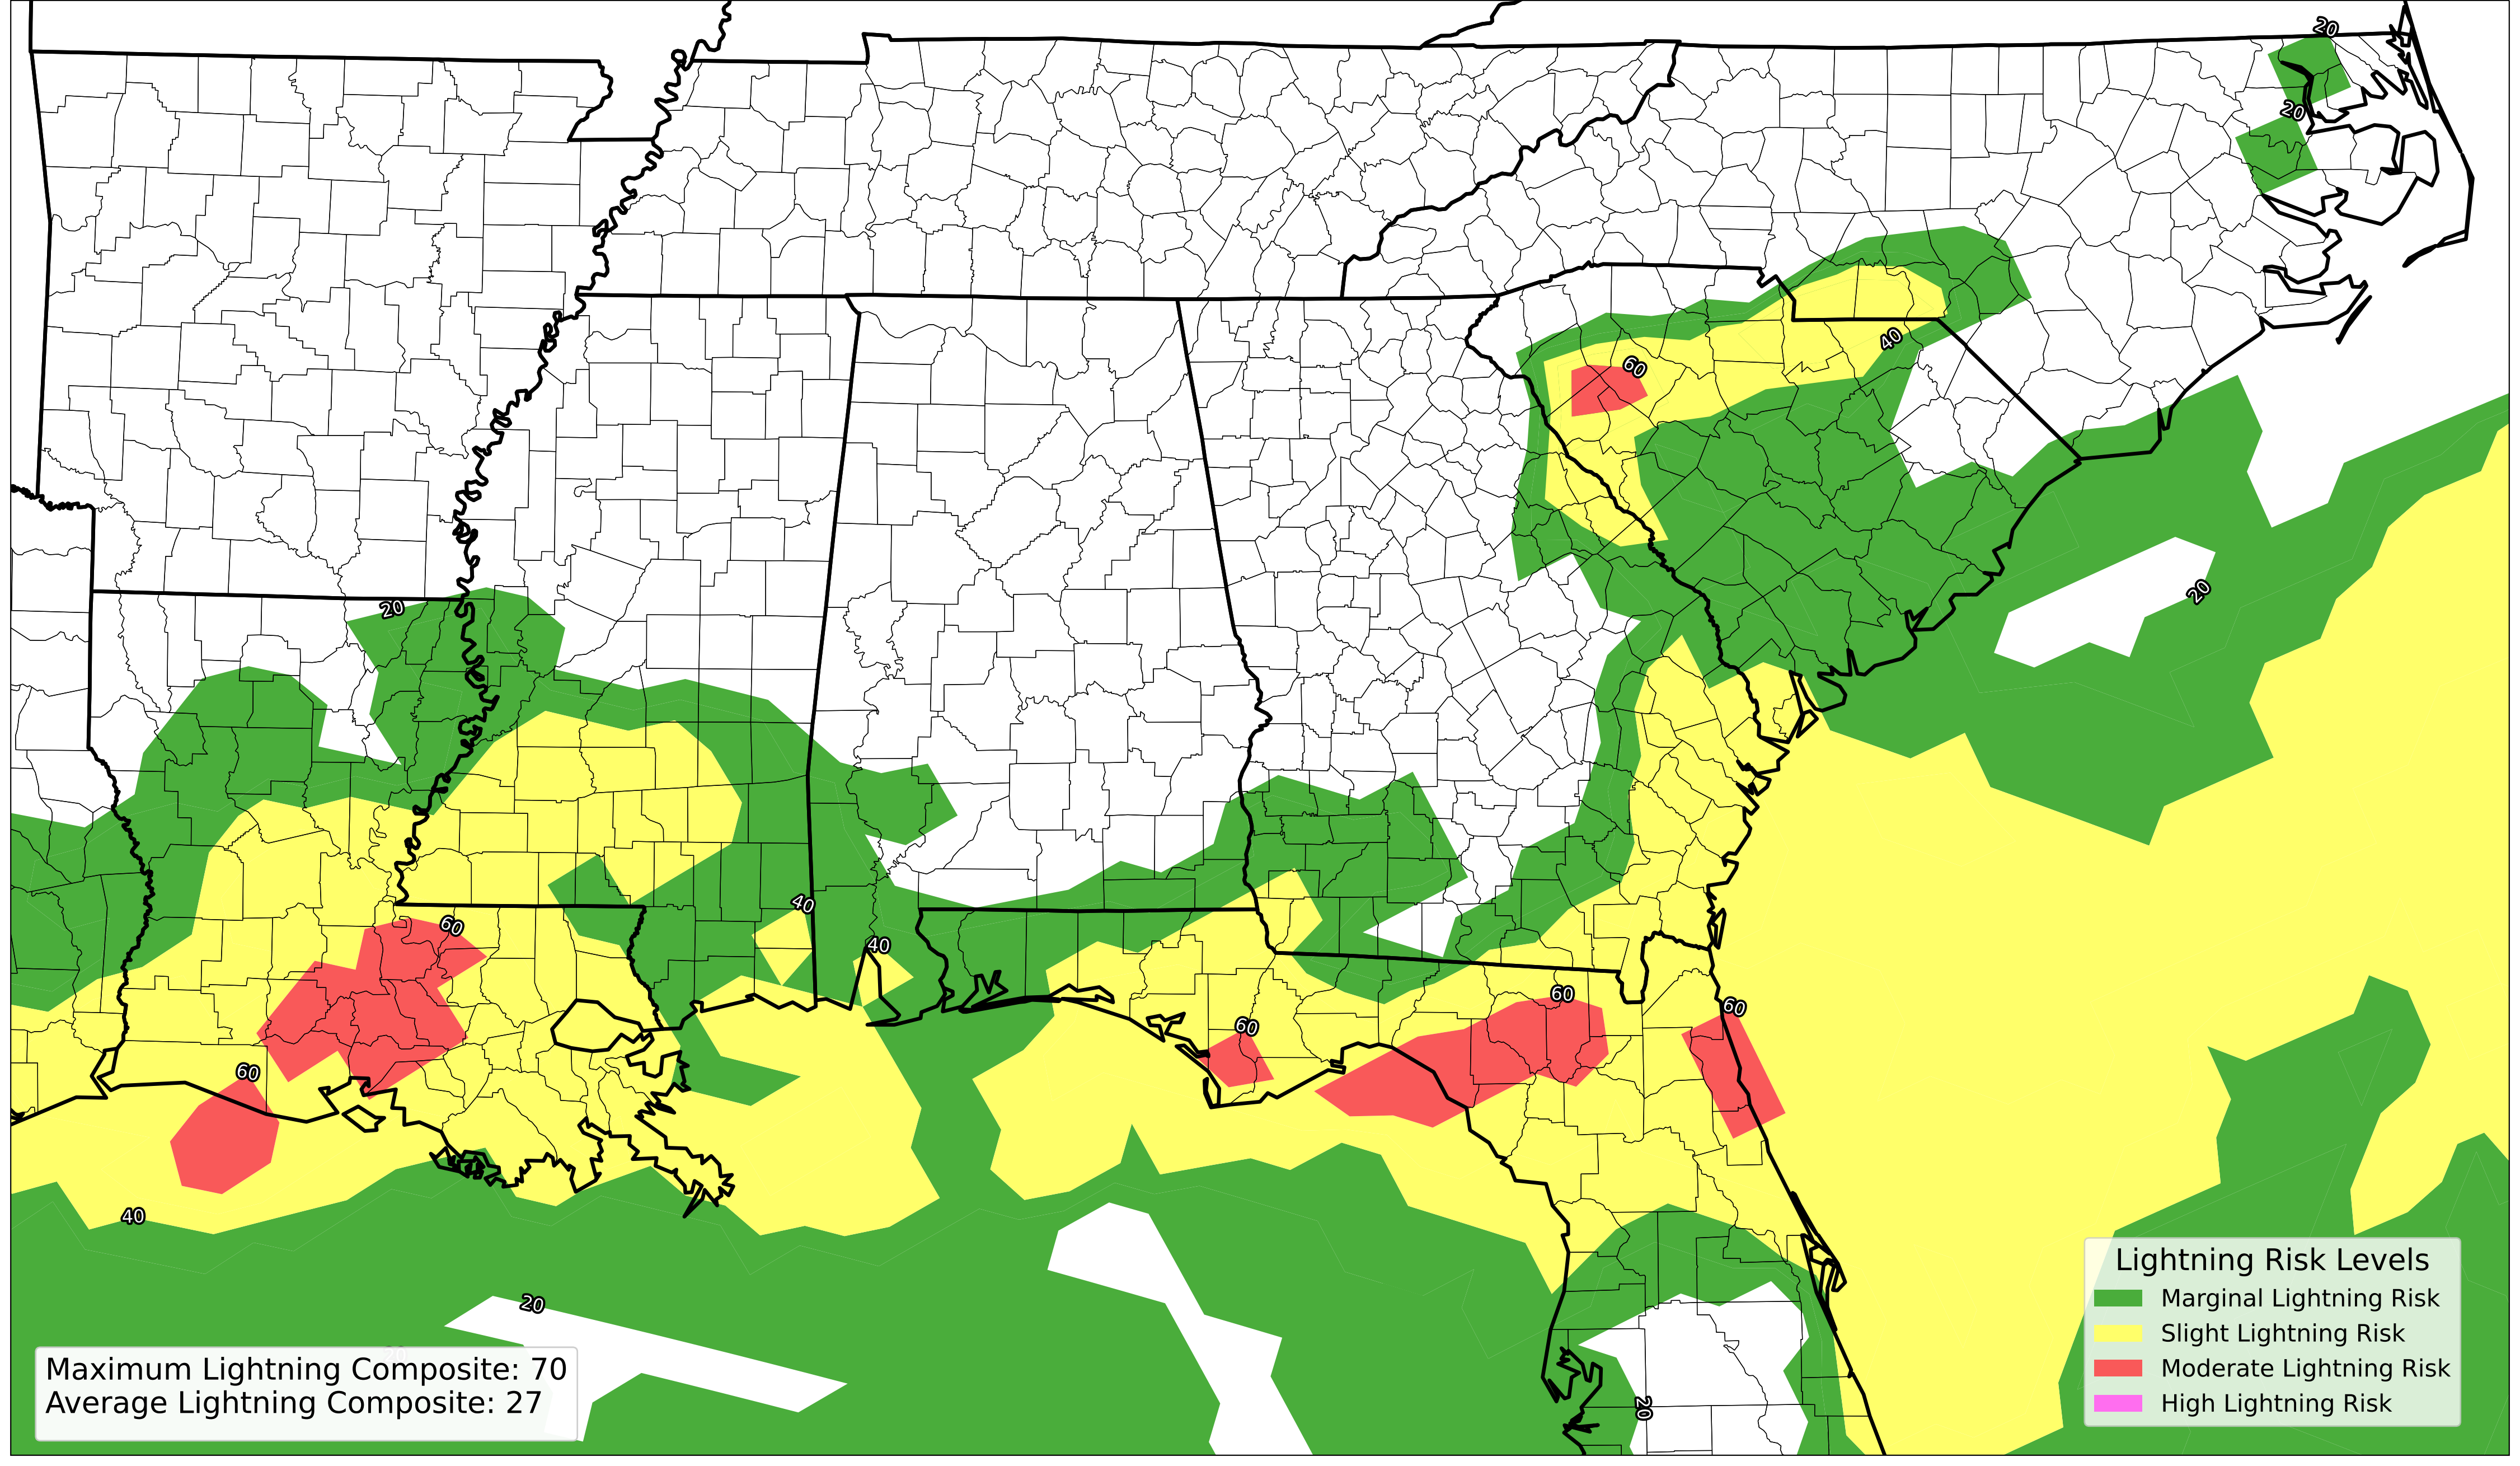 20
20
40
60
20
40
60
40
60
60
60
60
40
20
20
20
Maximum Lightning Composite: 70
Average Lightning Composite: 27
Lightning Risk Levels
Marginal Lightning Risk
Slight Lightning Risk
Moderate Lightning Risk
High Lightning Risk